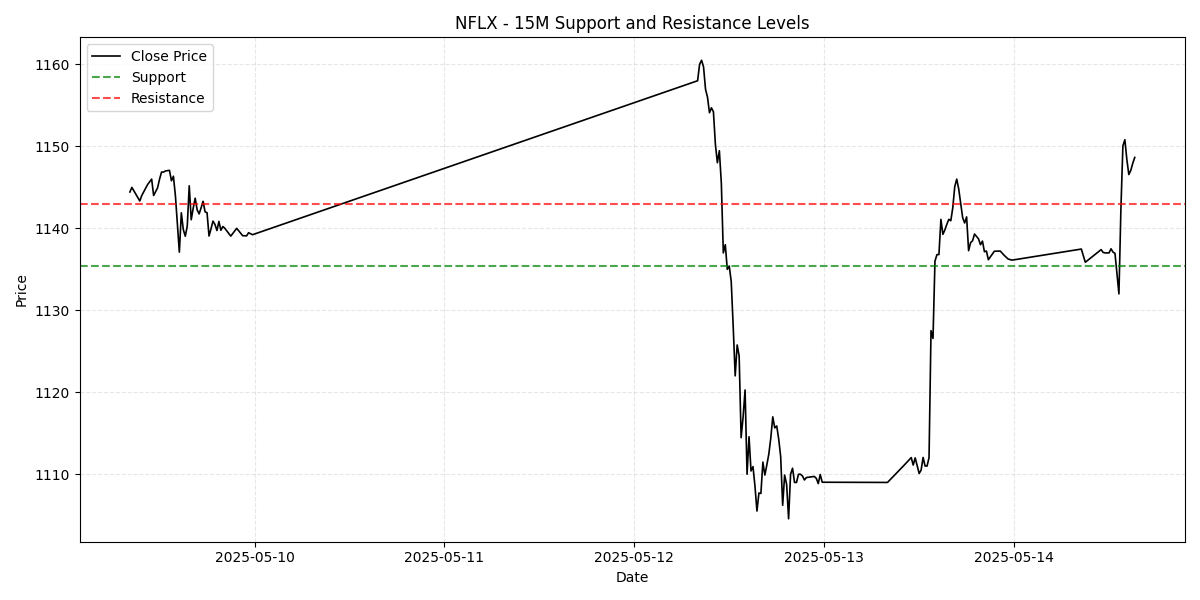 NFLX - 15M Support and Resistance Levels
Close Price
Support
Resistance
1160
1150
1140
1130
1120
1110
Price
2025-05-10
2025-05-11
2025-05-12
2025-05-13
2025-05-14
Date